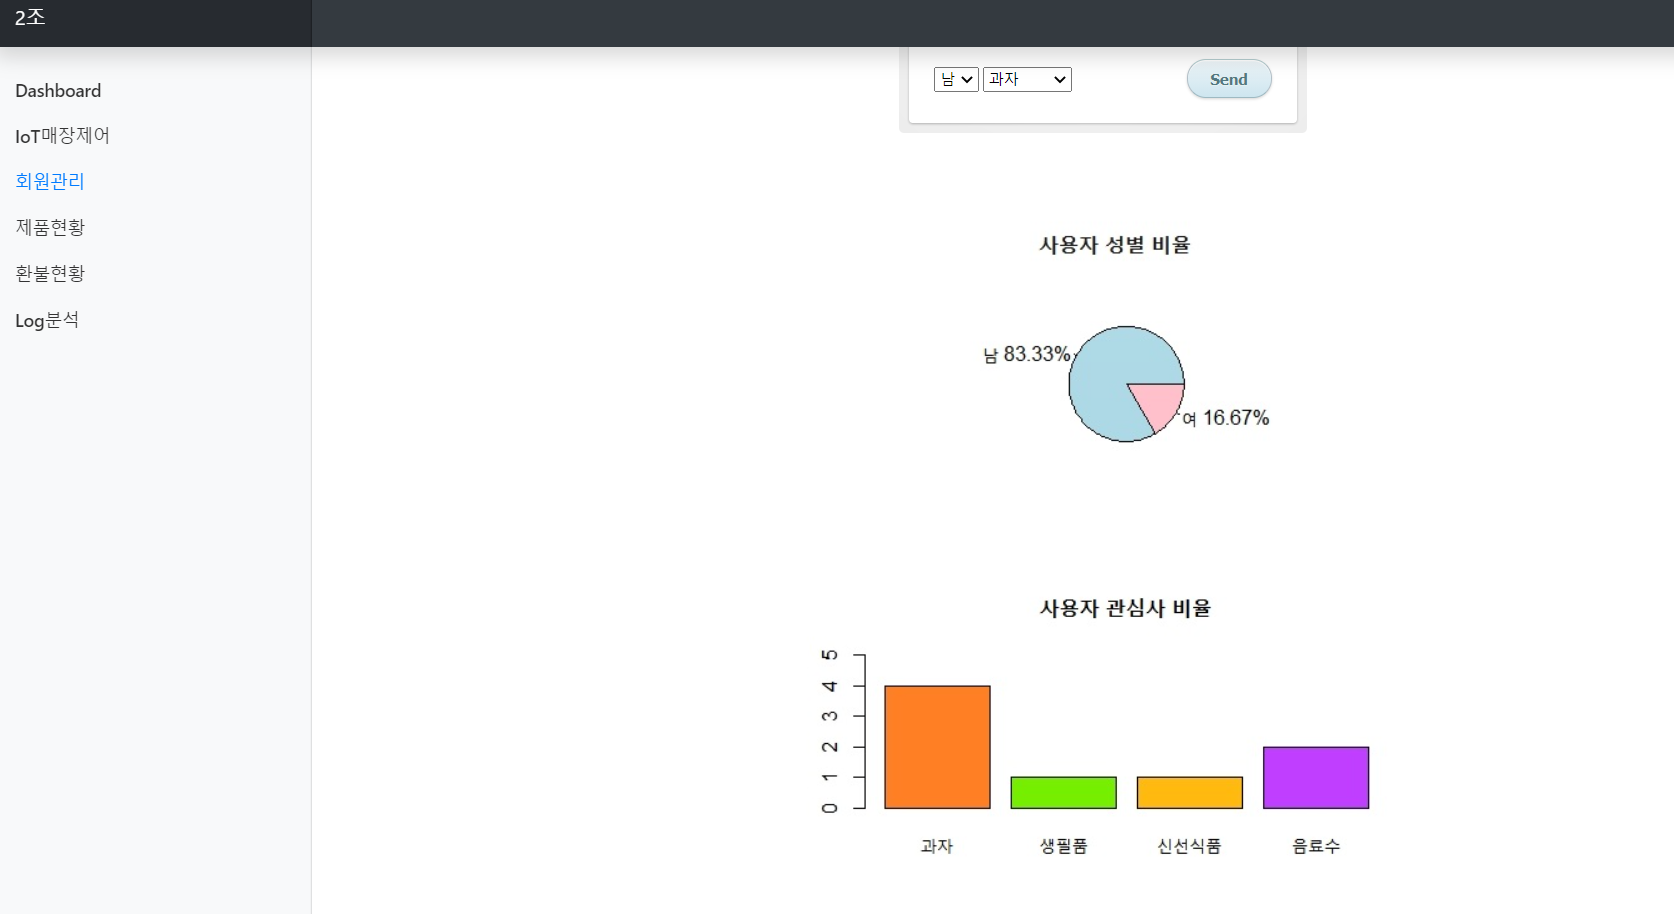 2조
Dashboard
IoT매장제어
회원관리
제품현황
환불현황
Log분석
남 과자 Send
사용자 성별 비율
남 83.33%
여 16.67%
사용자 관심사 비율
5
4
3
2
1
0
과자 생필품 신선식품 음료수